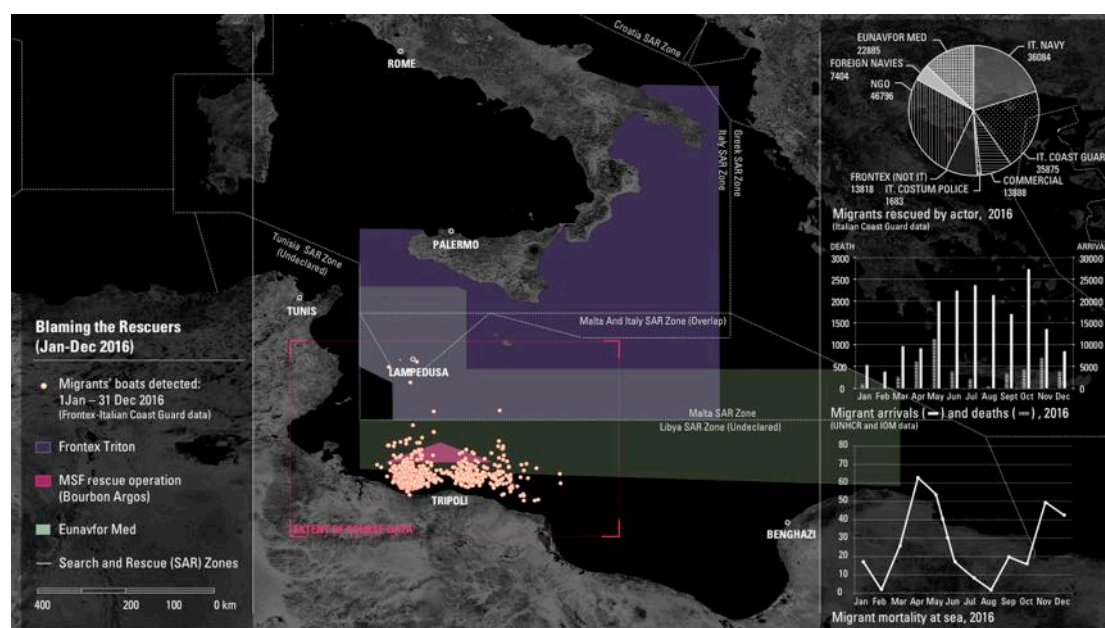 Blaming the Rescuers
(Jan-Dec 2016)
Migrants' boats detected:
1Jan – 31 Dec 2016
(Frontex-Italian Coast Guard data)
Frontex Triton
MSF rescue operation
(Bourbon Argos)
Eunavfor Med
Search and Rescue (SAR) Zones
400 200 100 0 km
ROME
Croatia SAR Zone
Italy SAR Zone
Greek SAR Zone
Tunisia SAR Zone
(Undeclared)
PALERMO
TUNIS
Malta And Italy SAR Zone (Overlap)
LAMPEDUSA
Malta SAR Zone
Libya SAR Zone (Undeclared)
TRIPOLI
BENGHAZI
EXTENT OF COURSE DATA
EUNAVFOR MED
22885
IT. NAVY
36084
FOREIGN NAVIES
7404
NGO
46796
IT. COAST GUAR
35875
FRONTEX (NOT IT)
13818
IT. COSTUM POLICE
1683
COMMERCIAL
13888
Migrants rescued by actor, 2016
(Italian Coast Guard data)
DEATH
ARRIVA
3000 30000
2500 25000
2000 20000
1500 15000
1000 10000
500 5000
0 0
Jan Feb Mar Apr May Jun Jul Aug Sept Oct Nov Dec
Migrant arrivals ( ) and deaths ( ) , 2016
(UNHCR and IOM data)
80
70
60
50
40
30
20
10
0
Jan Feb Mar Apr May Jun Jul Aug Sep Oct Nov Dec
Migrant mortality at sea, 2016